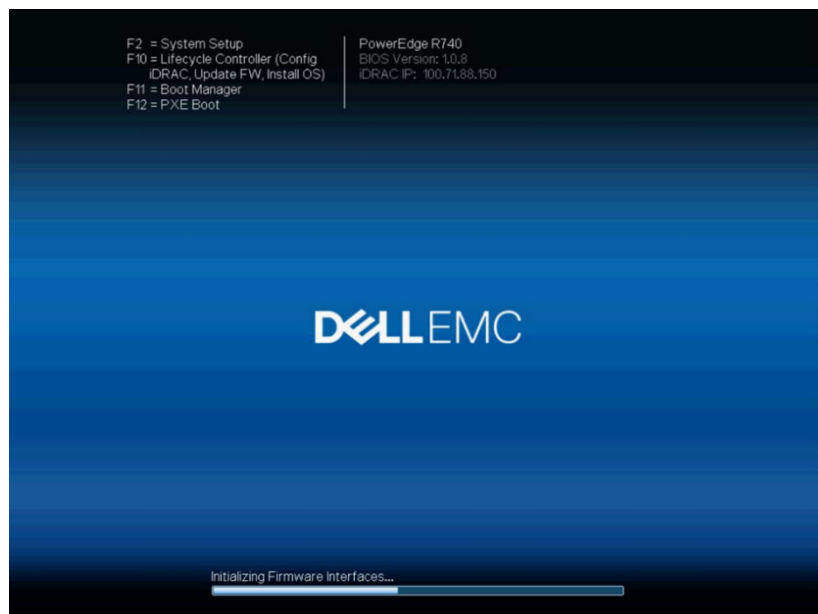 F2 = System Setup
F10 = Lifecycle Controller (Config
iDRAC, Update FW, Install OS)
F11 = Boot Manager
F12 = PXE Boot
PowerEdge R740
BIOS Version: 1.0.8
iDRAC IP: 100.71.88.150
DELLEMC
Initializing Firmware Interfaces...